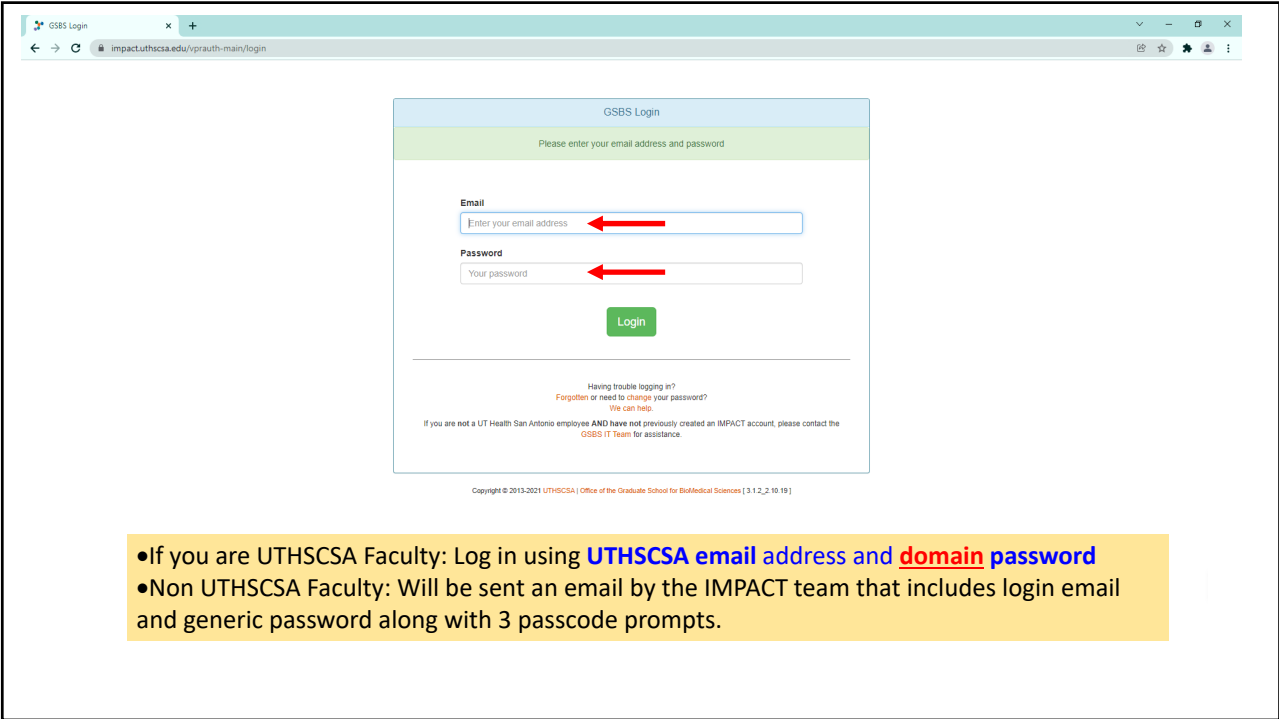 GSBS Login
impact.uthscsa.edu/vprauth-main/login
GSBS Login
Please enter your email address and password
Email
Enter your email address
Password
Your password
Login
Having trouble logging in?
Forgotten or need to change your password?
We can help.
If you are not a UT Health San Antonio employee AND have not previously created an IMPACT account, please contact the
GSBS IT Team for assistance.
Copyright © 2013-2021 UTHSCSA | Office of the Graduate School for BioMedical Sciences [ 3.1.2_2.10.19 ]
•If you are UTHSCSA Faculty: Log in using UTHSCSA email address and domain password
•Non UTHSCSA Faculty: Will be sent an email by the IMPACT team that includes login email
and generic password along with 3 passcode prompts.